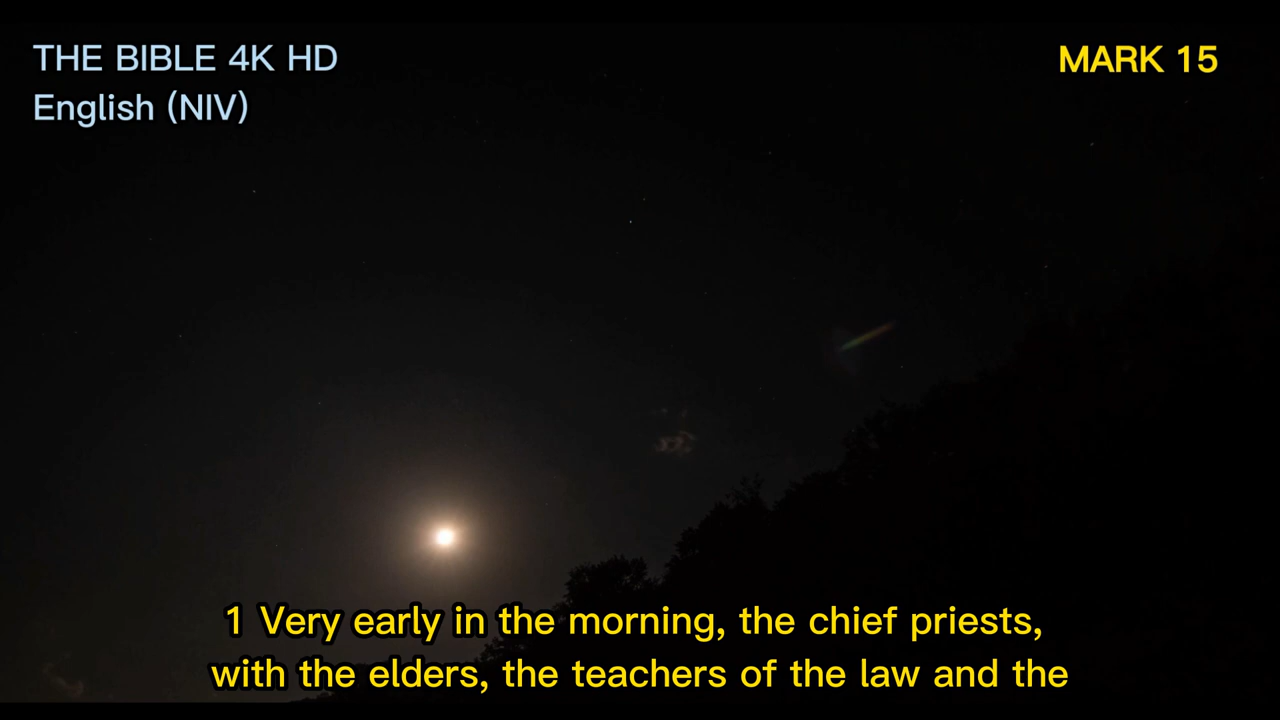 THE BIBLE 4K HD
English (NIV)
MARK 15
1 Very early in the morning, the chief priests,
with the elders, the teachers of the law and the